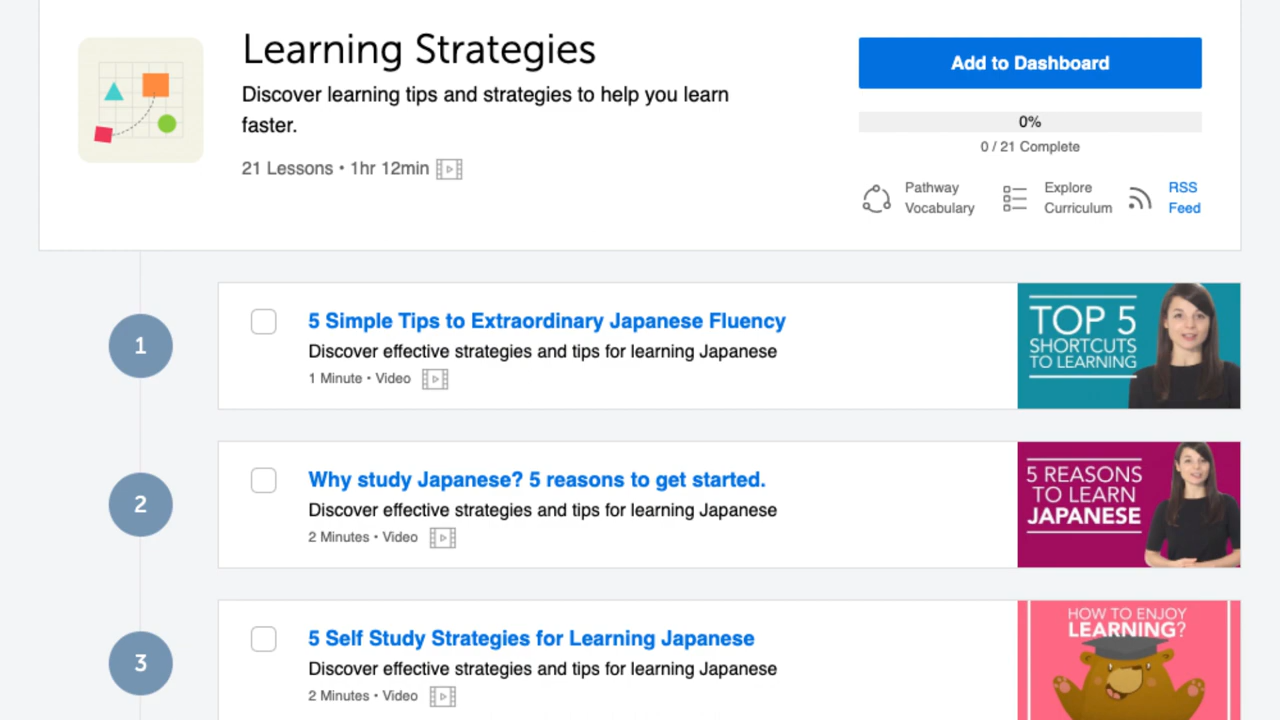 Learning Strategies
Discover learning tips and strategies to help you learn
faster.
21 Lessons • 1hr 12min
Add to Dashboard
0%
0 / 21 Complete
Pathway
Vocabulary
Explore
Curriculum
RSS
Feed
1
5 Simple Tips to Extraordinary Japanese Fluency
Discover effective strategies and tips for learning Japanese
1 Minute • Video
TOP 5
SHORTCUTS
TO LEARNING
2
Why study Japanese? 5 reasons to get started.
Discover effective strategies and tips for learning Japanese
2 Minutes • Video
5 REASONS
TO LEARN
JAPANESE
3
5 Self Study Strategies for Learning Japanese
Discover effective strategies and tips for learning Japanese
2 Minutes • Video
HOW TO ENJOY
LEARNING?